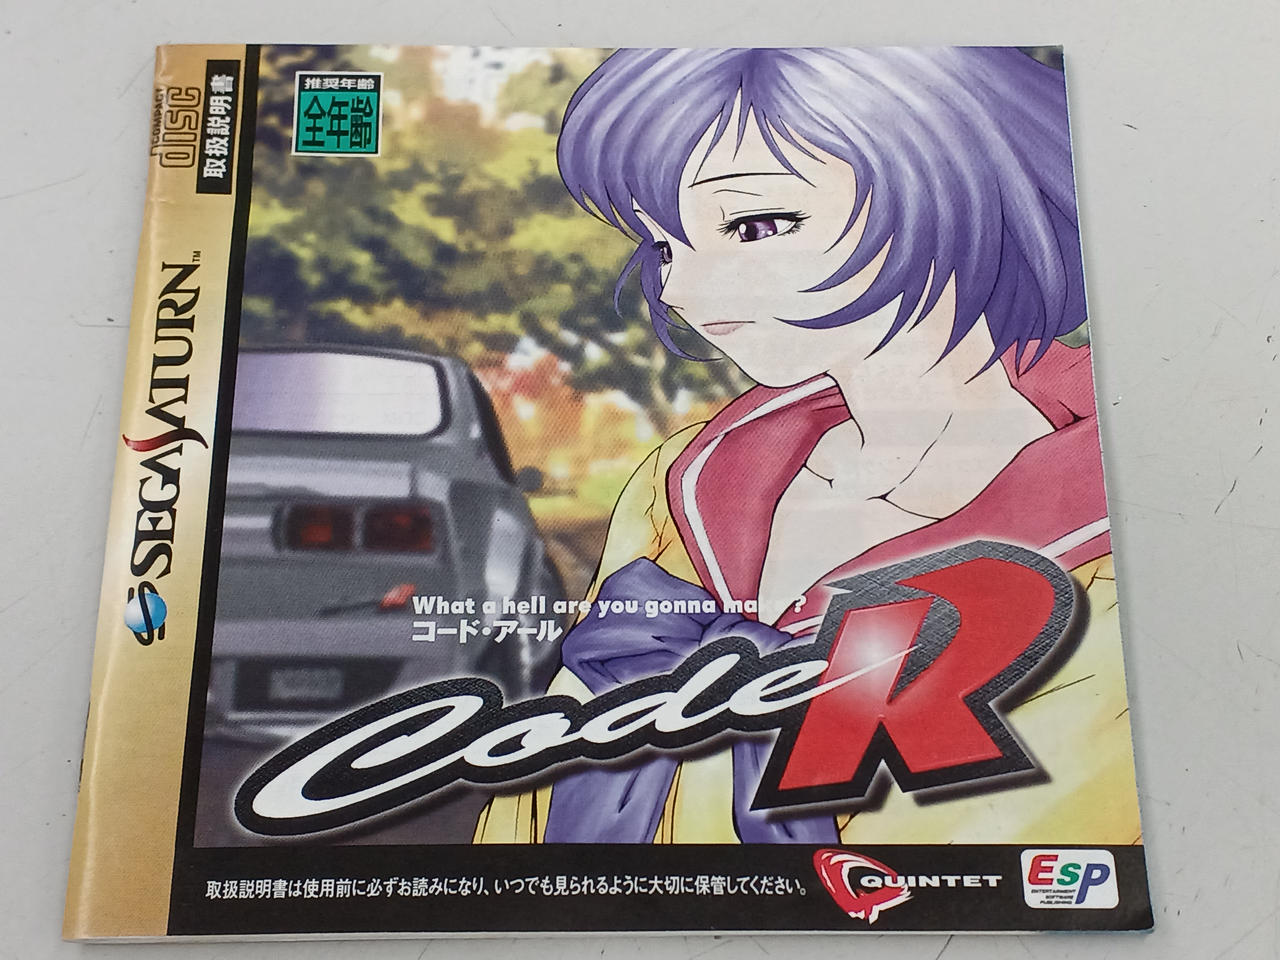 COMPACT
disc
取扱説明書
SEGA SATURN™
推奨年齢
全年齢
What a hell are you gonna make?
コード・アール
Code R
取扱説明書は使用前に必ずお読みになり、いつでも見られるように大切に保管してください。
QUINTET
ESP
ENTERTAINMENT
SOFTWARE
PUBLISHING